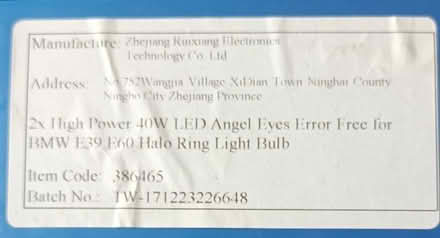 Manufacture: Zhejiang Kinxiang Electronics
Technology Co. Ltd
Address: No.752Wangjia Village XiDian Town Ninghai County
Ningbo City Zhejiang Province
2x High Power 40W LED Angel Eyes Error Free for
BMW E39 E60 Halo Ring Light Bulb
Item Code: 386465
Batch No.: TW-171223226648